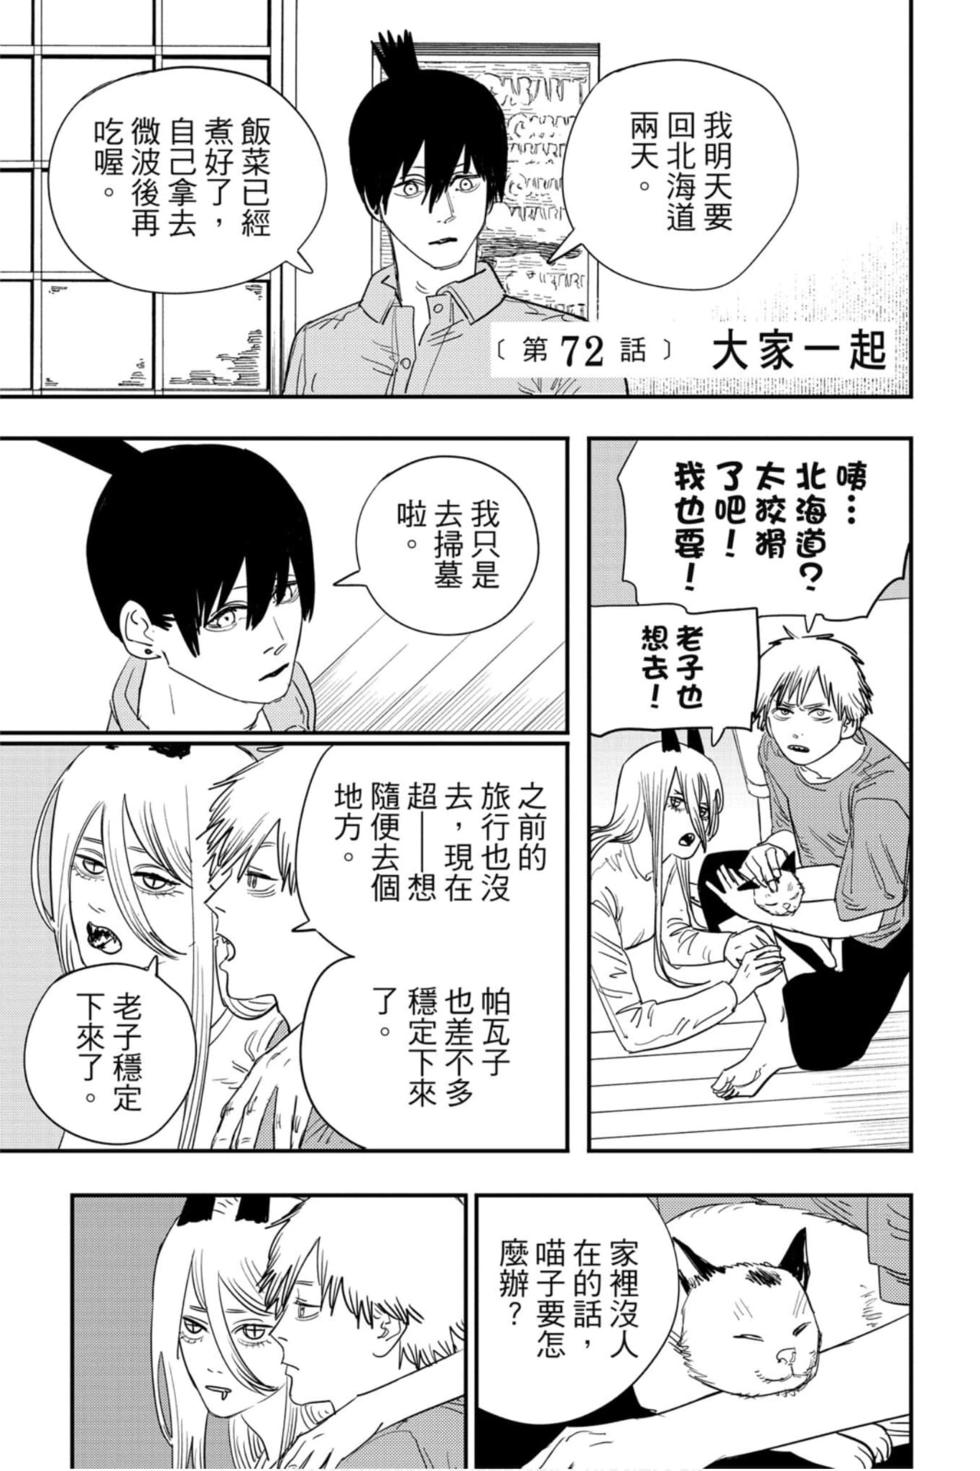 我明天要
回北海道
兩天。
飯菜已經
煮好了，
自己拿去
微波後再
吃喔。
〔第72話〕 大家一起
咦…
北海道？
太狡猾
了吧！
我也要！
老子也
想去！
我只是
去掃墓
啦。
之前的
旅行也沒
去，現在
超——想
隨便去個
地方。
帕瓦子
也差不多
穩定下來
了。
老子穩定
下來了。
家裡沒人
在的話，
喵子要怎
麼辦？